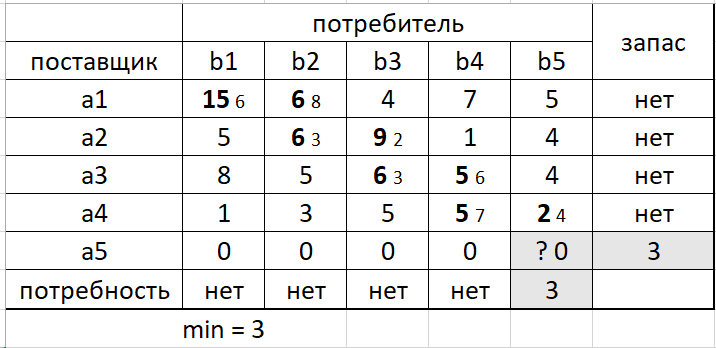 потребитель
запас
поставщик b1 b2 b3 b4 b5
a1 15 6 6 8 4 7 5 нет
a2 5 6 3 9 2 1 4 нет
a3 8 5 6 3 5 6 4 нет
a4 1 3 5 5 7 2 4 нет
a5 0 0 0 0 ? 0 3
потребность нет нет нет нет 3
min = 3